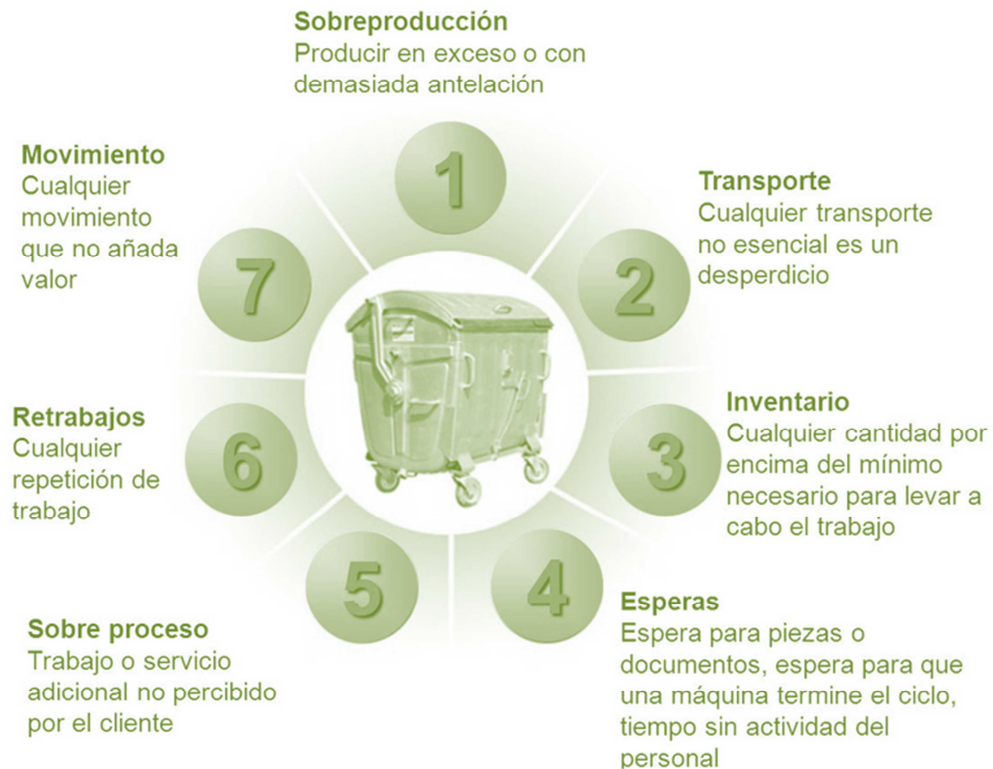 Sobreproducción
Producir en exceso o con
demasiada antelación
1
Transporte
Cualquier transporte
no esencial es un
desperdicio
2
Inventario
Cualquier cantidad por
encima del mínimo
necesario para levar a
cabo el trabajo
3
Esperas
Espera para piezas o
documentos, espera para que
una máquina termine el ciclo,
tiempo sin actividad del
personal
4
Sobre proceso
Trabajo o servicio
adicional no percibido
por el cliente
5
Retrabajos
Cualquier
repetición de
trabajo
6
Movimiento
Cualquier
movimiento
que no añada
valor
7